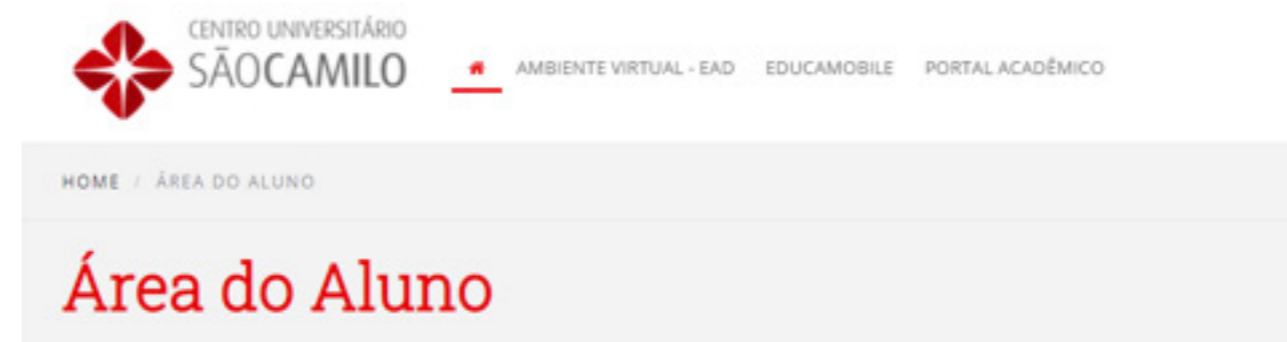 CENTRO UNIVERSITÁRIO
SÃOCAMILO
AMBIENTE VIRTUAL - EAD EDUCAMOBILE PORTAL ACADÊMICO
HOME / ÁREA DO ALUNO
Área do Aluno